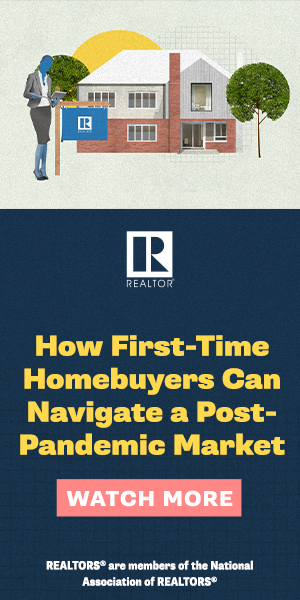 R
REALTOR®
How First-Time
Homebuyers Can
Navigate a Post-
Pandemic Market
WATCH MORE
REALTORS® are members of the National
Association of REALTORS®